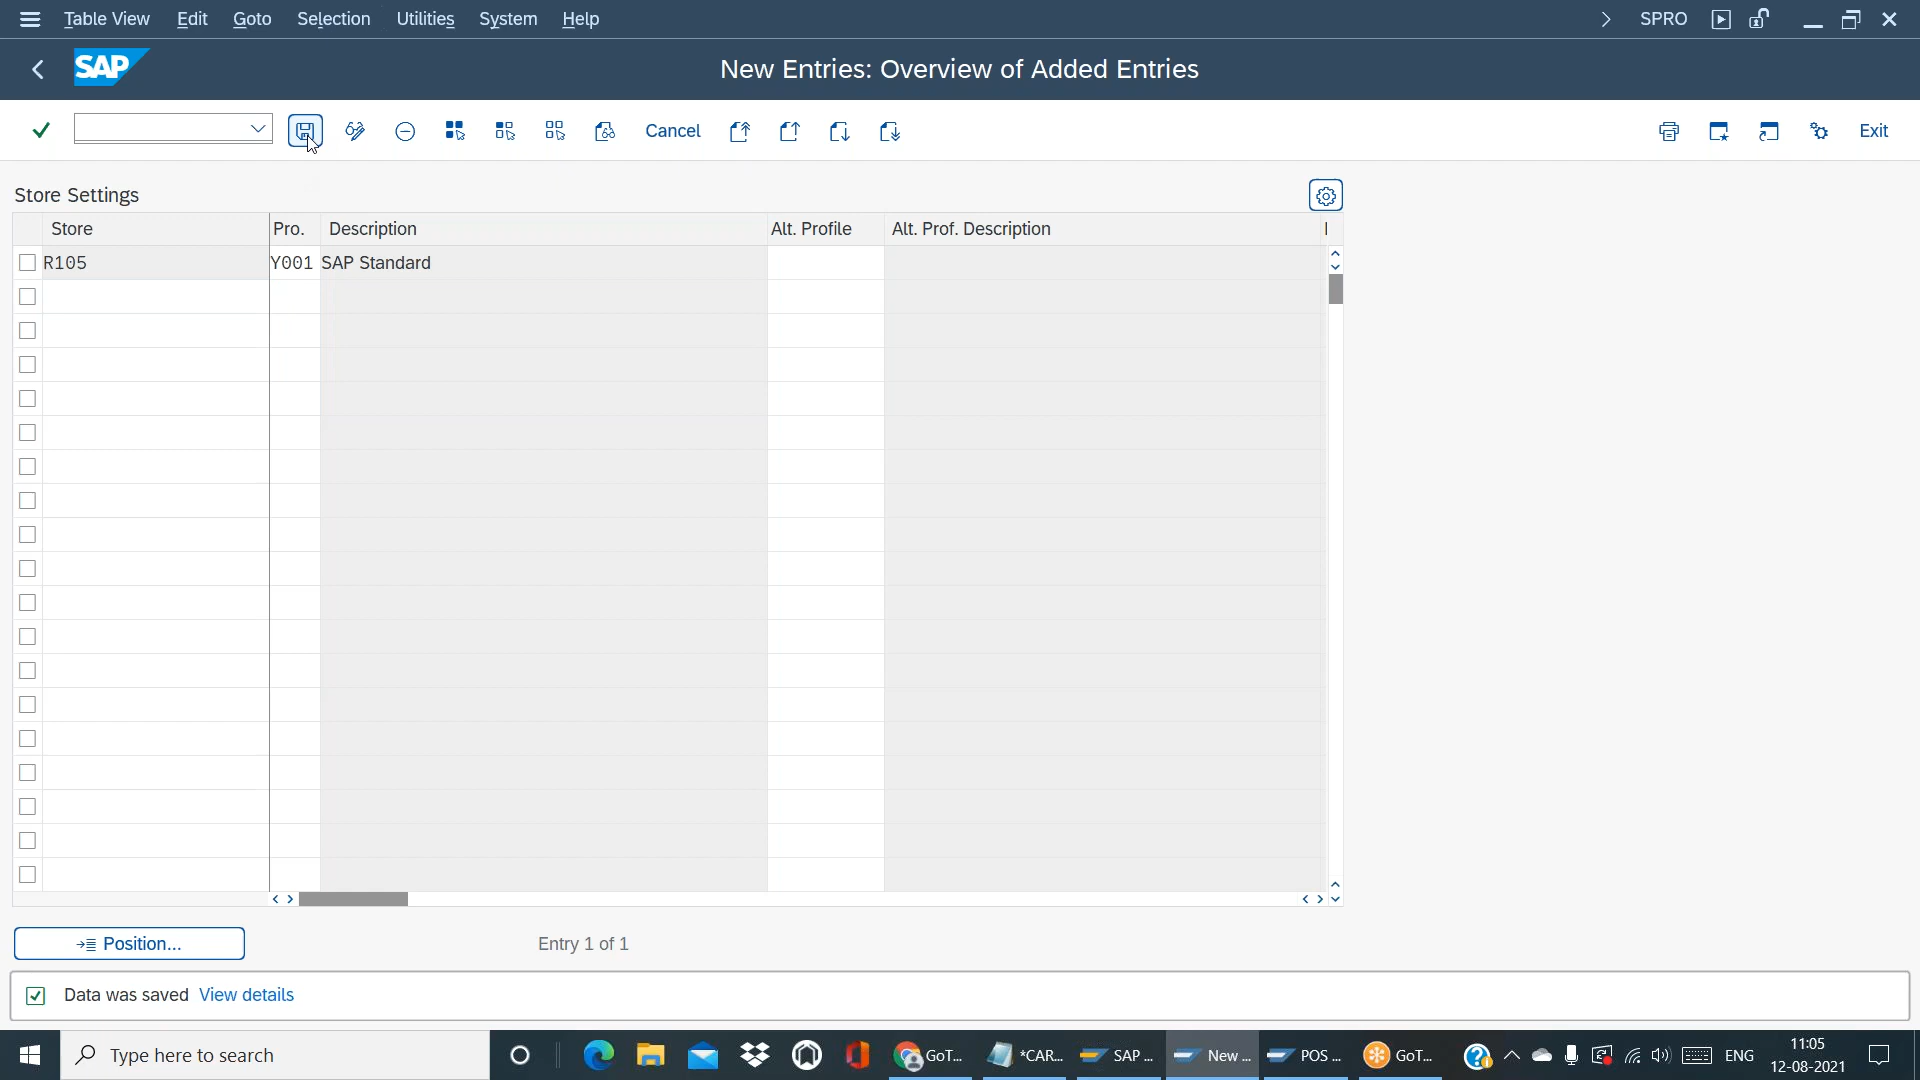 Table View Edit Goto Selection Utilities System Help SPRO
SAP New Entries: Overview of Added Entries
Cancel Exit
Store Settings
Store Pro. Description Alt. Profile Alt. Prof. Description
R105 Y001 SAP Standard
Position... Entry 1 of 1
Data was saved View details
Type here to search GoT... *CAR... SAP ... New ... POS ... GoT... ENG 11:05
12-08-2021